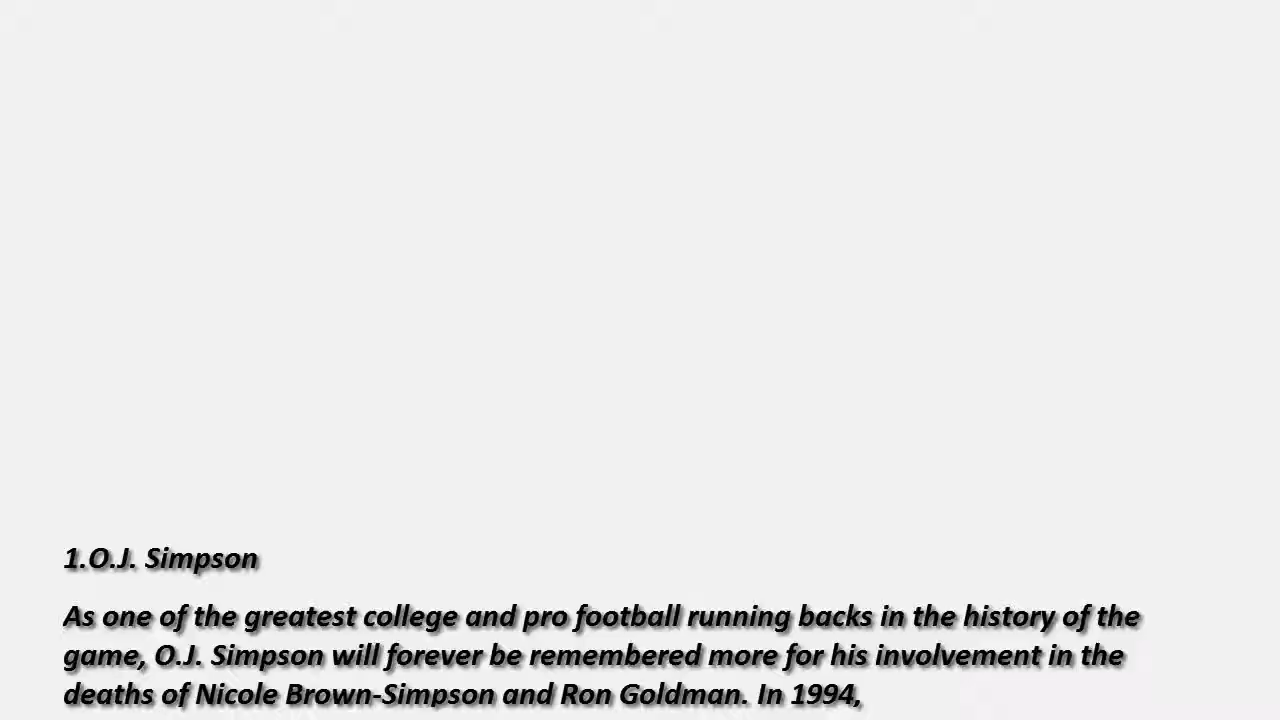 1.O.J. Simpson
As one of the greatest college and pro football running backs in the history of the
game, O.J. Simpson will forever be remembered more for his involvement in the
deaths of Nicole Brown-Simpson and Ron Goldman. In 1994,